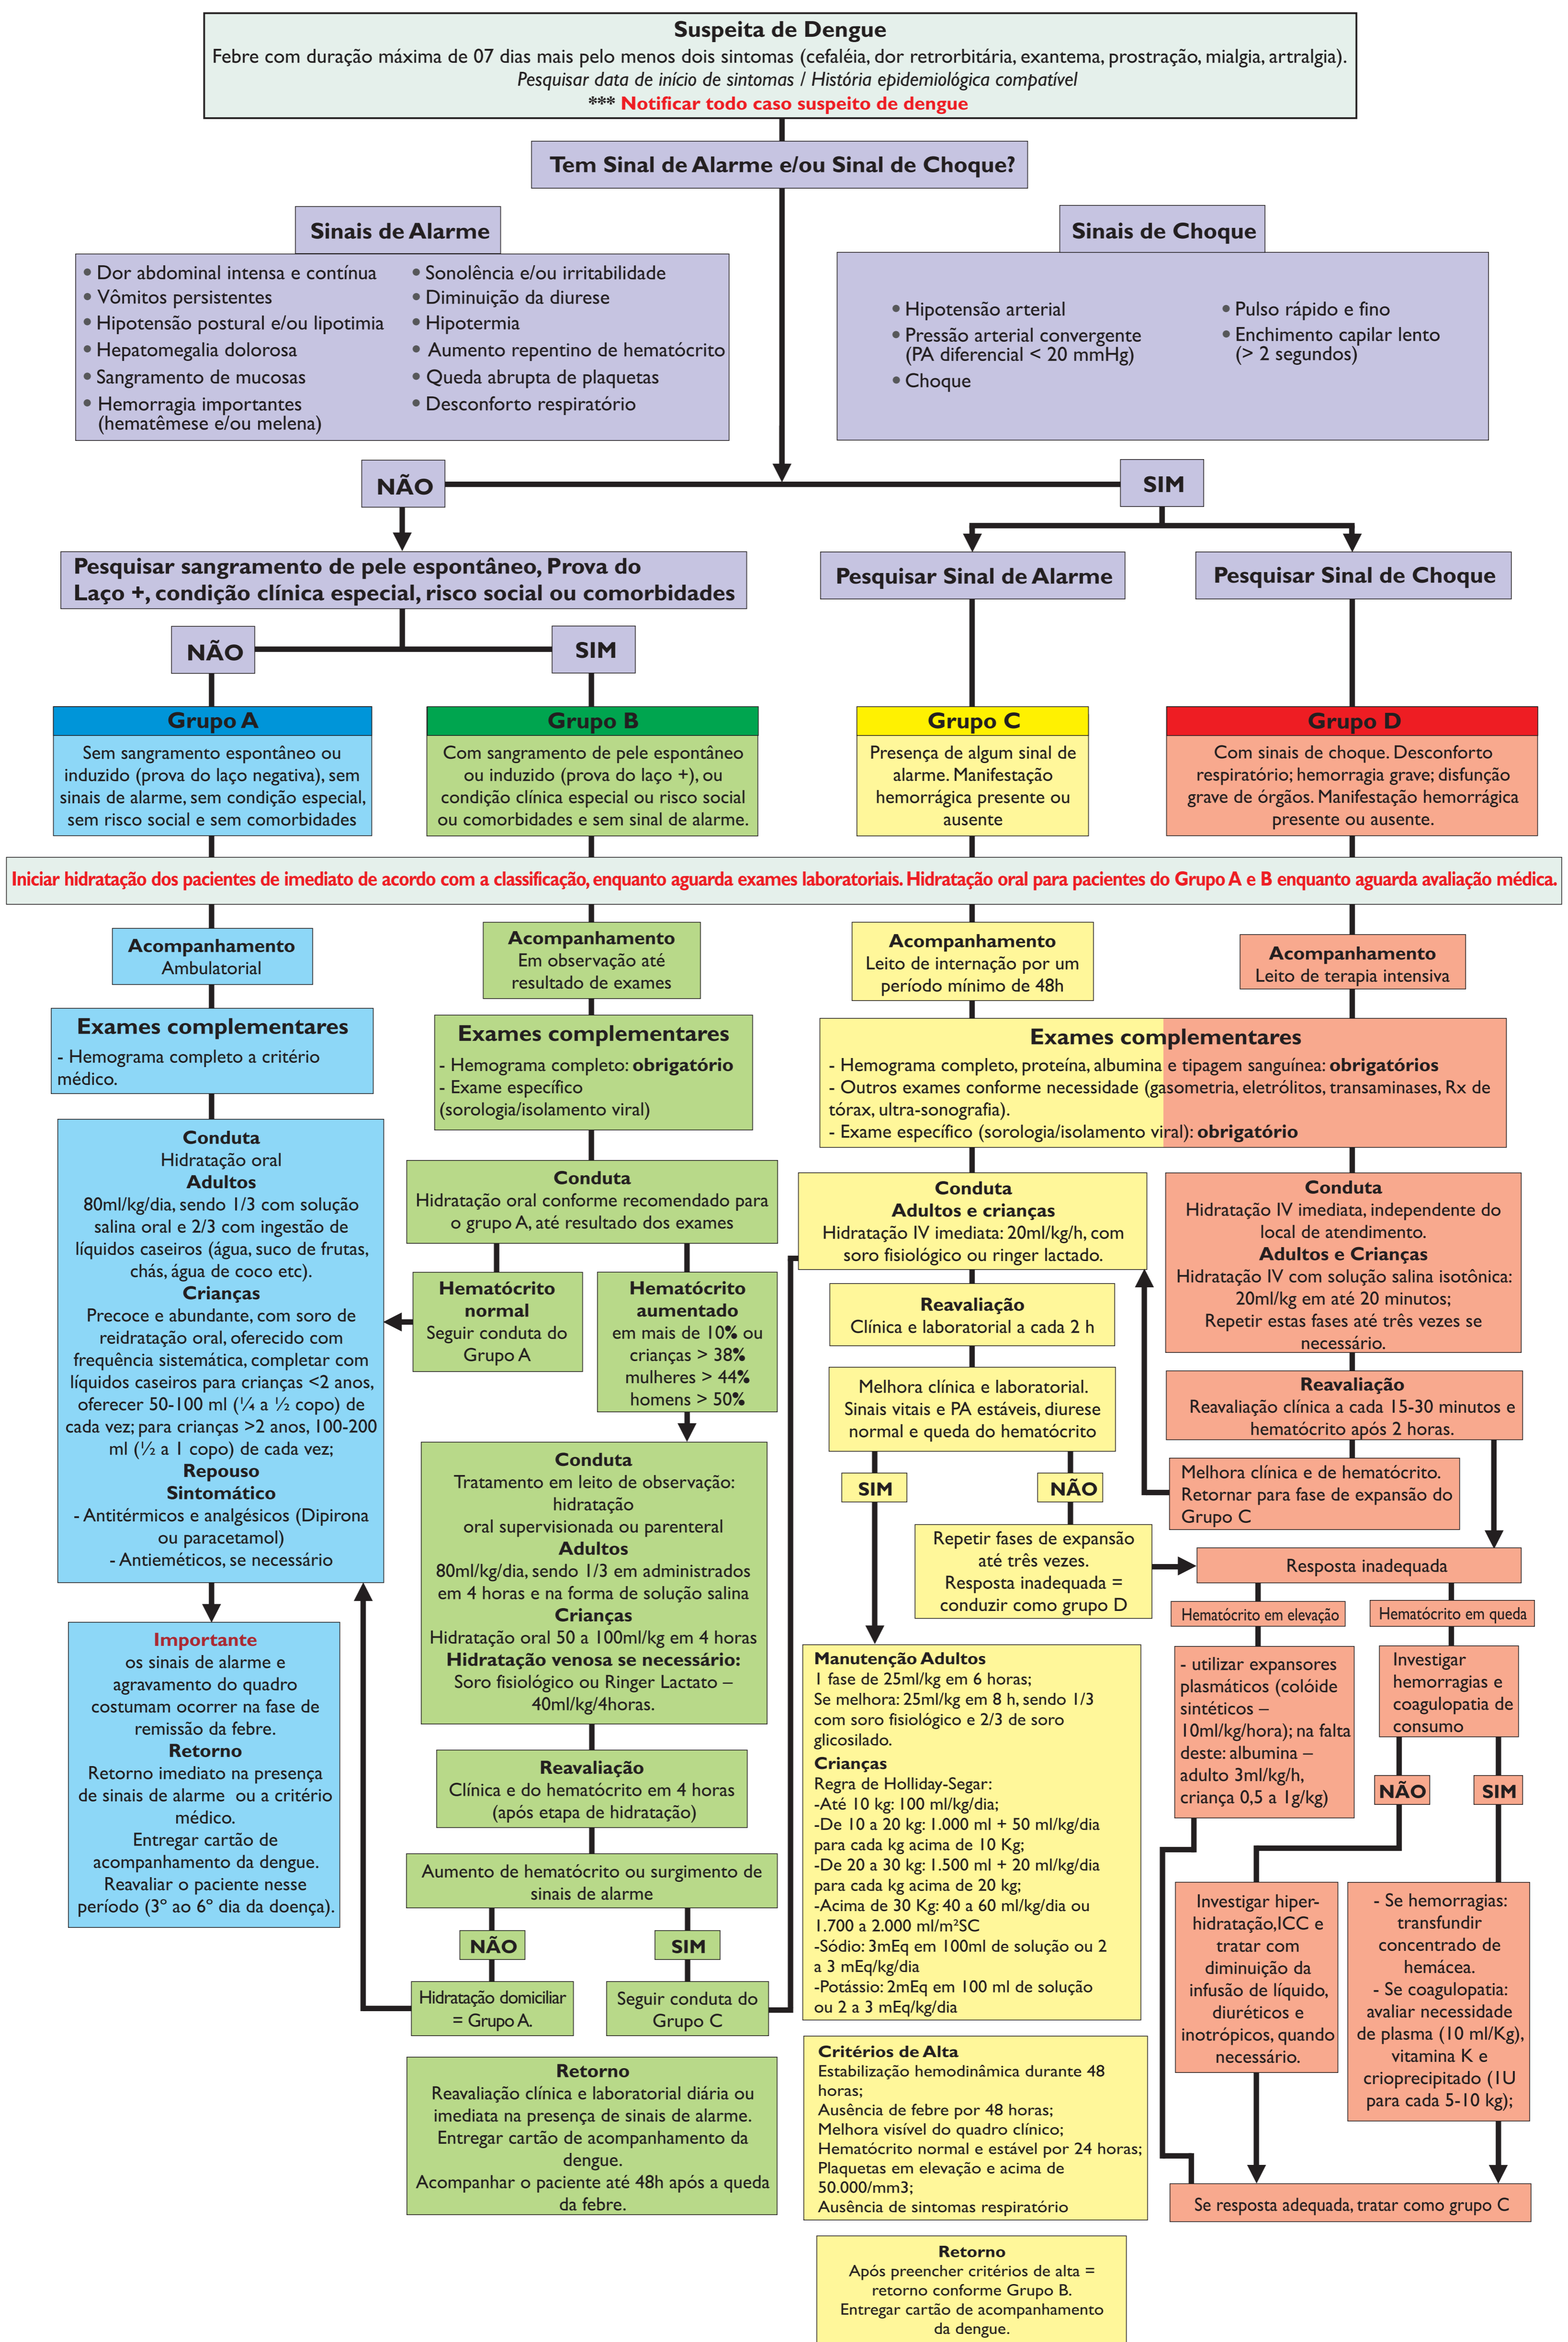 Suspeita de Dengue
Febre com duração máxima de 07 dias mais pelo menos dois sintomas (cefaléia, dor retrorbitária, exantema, prostração, mialgia, artralgia).
Pesquisar data de início de sintomas / História epidemiológica compatível
*** Notificar todo caso suspeito de dengue
Tem Sinal de Alarme e/ou Sinal de Choque?
Sinais de Alarme
• Dor abdominal intensa e contínua
• Vômitos persistentes
• Hipotensão postural e/ou lipotimia
• Hepatomegalia dolorosa
• Sangramento de mucosas
• Hemorragia importantes
(hematêmese e/ou melena)
• Sonolência e/ou irritabilidade
• Diminuição da diurese
• Hipotermia
• Aumento repentino de hematócrito
• Queda abrupta de plaquetas
• Desconforto respiratório
Sinais de Choque
• Hipotensão arterial
• Pressão arterial convergente
(PA diferencial < 20 mmHg)
• Choque
• Pulso rápido e fino
• Enchimento capilar lento
(> 2 segundos)
NÃO
SIM
Pesquisar sangramento de pele espontâneo, Prova do
Laço +, condição clínica especial, risco social ou comorbidades
Pesquisar Sinal de Alarme
Pesquisar Sinal de Choque
NÃO
SIM
Grupo A
Sem sangramento espontâneo ou
induzido (prova do laço negativa), sem
sinais de alarme, sem condição especial,
sem risco social e sem comorbidades
Grupo B
Com sangramento de pele espontâneo
ou induzido (prova do laço +), ou
condição clínica especial ou risco social
ou comorbidades e sem sinal de alarme.
Grupo C
Presença de algum sinal de
alarme. Manifestação
hemorrágica presente ou
ausente
Grupo D
Com sinais de choque. Desconforto
respiratório; hemorragia grave; disfunção
grave de órgãos. Manifestação hemorrágica
presente ou ausente.
Iniciar hidratação dos pacientes de imediato de acordo com a classificação, enquanto aguarda exames laboratoriais. Hidratação oral para pacientes do Grupo A e B enquanto aguarda avaliação médica.
Acompanhamento
Ambulatorial
Exames complementares
- Hemograma completo a critério
médico.
Conduta
Hidratação oral
Adultos
80ml/kg/dia, sendo 1/3 com solução
salina oral e 2/3 com ingestão de
líquidos caseiros (água, suco de frutas,
chás, água de coco etc).
Crianças
Precoce e abundante, com soro de
reidratação oral, oferecido com
frequência sistemática, completar com
líquidos caseiros para crianças <2 anos,
oferecer 50-100 ml (¼ a ½ copo) de
cada vez; para crianças >2 anos, 100-200
ml (½ a 1 copo) de cada vez;
Repouso
Sintomático
- Antitérmicos e analgésicos (Dipirona
ou paracetamol)
- Antieméticos, se necessário
Importante
os sinais de alarme e
agravamento do quadro
costumam ocorrer na fase de
remissão da febre.
Retorno
Retorno imediato na presença
de sinais de alarme ou a critério
médico.
Entregar cartão de
acompanhamento da dengue.
Reavaliar o paciente nesse
período (3º ao 6º dia da doença).
Acompanhamento
Em observação até
resultado de exames
Exames complementares
- Hemograma completo: obrigatório
- Exame específico
(sorologia/isolamento viral)
Conduta
Hidratação oral conforme recomendado para
o grupo A, até resultado dos exames
Hematócrito
normal
Seguir conduta do
Grupo A
Hematócrito
aumentado
em mais de 10% ou
crianças > 38%
mulheres > 44%
homens > 50%
Conduta
Tratamento em leito de observação:
hidratação
oral supervisionada ou parenteral
Adultos
80ml/kg/dia, sendo 1/3 em administrados
em 4 horas e na forma de solução salina
Crianças
Hidratação oral 50 a 100ml/kg em 4 horas
Hidratação venosa se necessário:
Soro fisiológico ou Ringer Lactato –
40ml/kg/4horas.
Reavaliação
Clínica e do hematócrito em 4 horas
(após etapa de hidratação)
Aumento de hematócrito ou surgimento de
sinais de alarme
NÃO
SIM
Hidratação domiciliar
= Grupo A.
Seguir conduta do
Grupo C
Retorno
Reavaliação clínica e laboratorial diária ou
imediata na presença de sinais de alarme.
Entregar cartão de acompanhamento da
dengue.
Acompanhar o paciente até 48h após a queda
da febre.
Acompanhamento
Leito de internação por um
período mínimo de 48h
Acompanhamento
Leito de terapia intensiva
Exames complementares
- Hemograma completo, proteína, albumina e tipagem sanguínea: obrigatórios
- Outros exames conforme necessidade (gasometria, eletrólitos, transaminases, Rx de
tórax, ultra-sonografia).
- Exame específico (sorologia/isolamento viral): obrigatório
Conduta
Adultos e crianças
Hidratação IV imediata: 20ml/kg/h, com
soro fisiológico ou ringer lactado.
Reavaliação
Clínica e laboratorial a cada 2 h
Melhora clínica e laboratorial.
Sinais vitais e PA estáveis, diurese
normal e queda do hematócrito
SIM
NÃO
Repetir fases de expansão
até três vezes.
Resposta inadequada =
conduzir como grupo D
Manutenção Adultos
1 fase de 25ml/kg em 6 horas;
Se melhora: 25ml/kg em 8 h, sendo 1/3
com soro fisiológico e 2/3 de soro
glicosilado.
Crianças
Regra de Holliday-Segar:
-Até 10 kg: 100 ml/kg/dia;
-De 10 a 20 kg: 1.000 ml + 50 ml/kg/dia
para cada kg acima de 10 Kg;
-De 20 a 30 kg: 1.500 ml + 20 ml/kg/dia
para cada kg acima de 20 kg;
-Acima de 30 Kg: 40 a 60 ml/kg/dia ou
1.700 a 2.000 ml/m²SC
-Sódio: 3mEq em 100ml de solução ou 2
a 3 mEq/kg/dia
-Potássio: 2mEq em 100 ml de solução
ou 2 a 3 mEq/kg/dia
Critérios de Alta
Estabilização hemodinâmica durante 48
horas;
Ausência de febre por 48 horas;
Melhora visível do quadro clínico;
Hematócrito normal e estável por 24 horas;
Plaquetas em elevação e acima de
50.000/mm3;
Ausência de sintomas respiratório
Retorno
Após preencher critérios de alta =
retorno conforme Grupo B.
Entregar cartão de acompanhamento
da dengue.
Conduta
Hidratação IV imediata, independente do
local de atendimento.
Adultos e Crianças
Hidratação IV com solução salina isotônica:
20ml/kg em até 20 minutos;
Repetir estas fases até três vezes se
necessário.
Reavaliação
Reavaliação clínica a cada 15-30 minutos e
hematócrito após 2 horas.
Melhora clínica e de hematócrito.
Retornar para fase de expansão do
Grupo C
Resposta inadequada
Hematócrito em elevação
Hematócrito em queda
- utilizar expansores
plasmáticos (colóide
sintéticos –
10ml/kg/hora); na falta
deste: albumina –
adulto 3ml/kg/h,
criança 0,5 a 1g/kg)
Investigar
hemorragias e
coagulopatia de
consumo
NÃO
SIM
Investigar hiper-
hidratação,ICC e
tratar com
diminuição da
infusão de líquido,
diuréticos e
inotrópicos, quando
necessário.
- Se hemorragias:
transfundir
concentrado de
hemácea.
- Se coagulopatia:
avaliar necessidade
de plasma (10 ml/Kg),
vitamina K e
crioprecipitado (1U
para cada 5-10 kg);
Se resposta adequada, tratar como grupo C